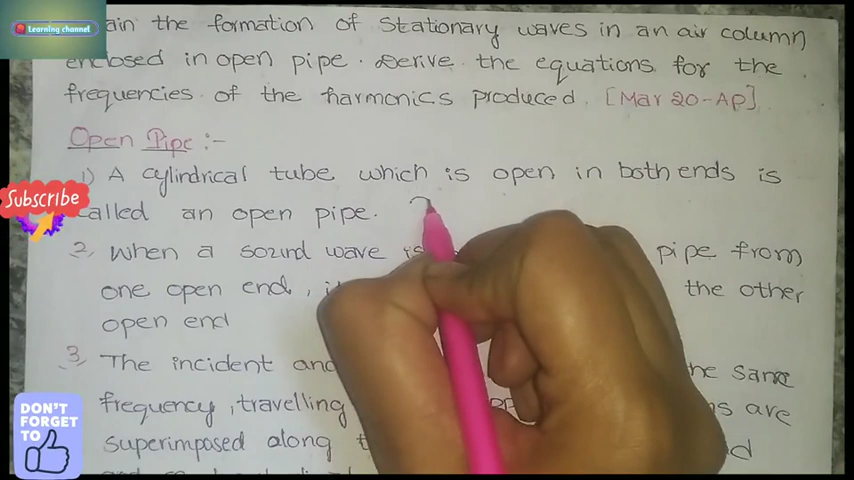 Learning channel
ain the formation of Stationary waves in an air column
enclosed in open pipe. Derive the equations for the
frequencies of the harmonics produced. [Mar 20-AP]
Open Pipe :-
1) A cylindrical tube which is open in both ends is
Subscribe
called an open pipe.
2, When a sound wave is pipe from
one open end, the other
open end
3, The incident and the same
frequency, travelling are
superimposed along
DON'T
FORGET
TO